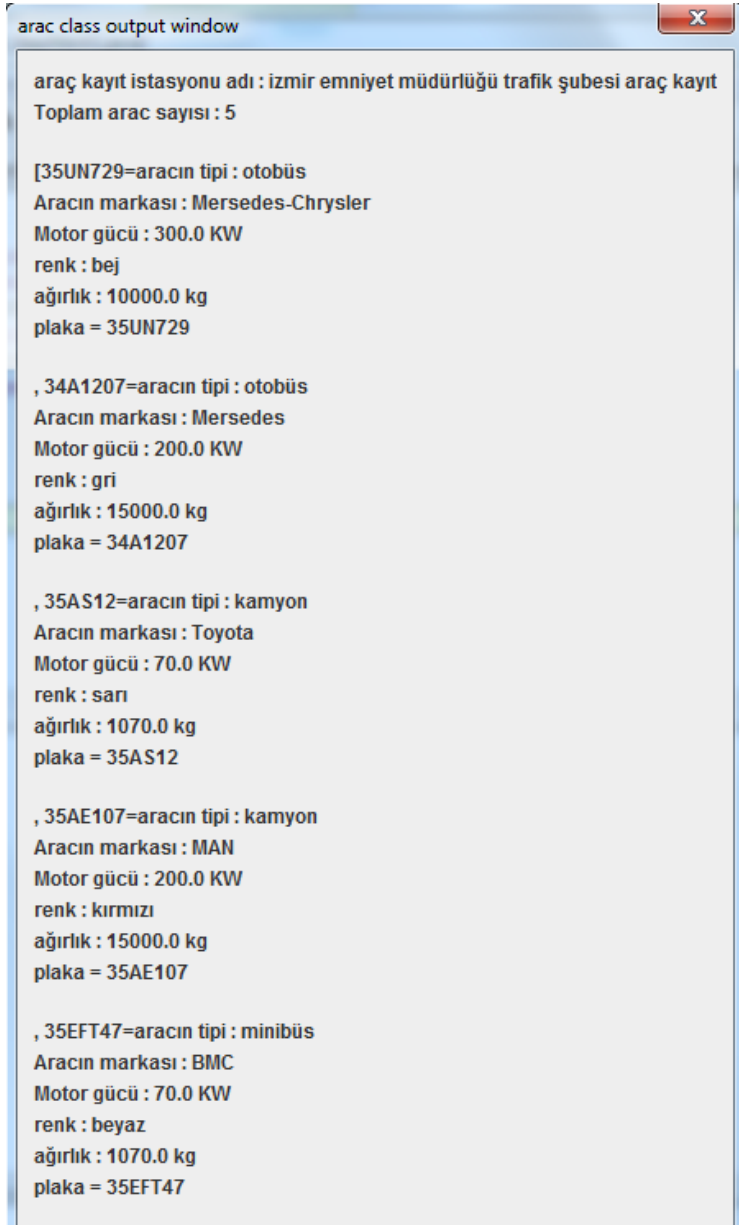 arac class output window
araç kayıt istasyonu adı : izmir emniyet müdürlüğü trafik şubesi araç kayıt
Toplam arac sayısı : 5
[35UN729=aracın tipi : otobüs
Aracın markası : Mersedes-Chrysler
Motor gücü : 300.0 KW
renk : bej
ağırlık : 10000.0 kg
plaka = 35UN729
, 34A1207=aracın tipi : otobüs
Aracın markası : Mersedes
Motor gücü : 200.0 KW
renk : gri
ağırlık : 15000.0 kg
plaka = 34A1207
, 35AS12=aracın tipi : kamyon
Aracın markası : Toyota
Motor gücü : 70.0 KW
renk : sarı
ağırlık : 1070.0 kg
plaka = 35AS12
, 35AE107=aracın tipi : kamyon
Aracın markası : MAN
Motor gücü : 200.0 KW
renk : kırmızı
ağırlık : 15000.0 kg
plaka = 35AE107
, 35EFT47=aracın tipi : minibüs
Aracın markası : BMC
Motor gücü : 70.0 KW
renk : beyaz
ağırlık : 1070.0 kg
plaka = 35EFT47